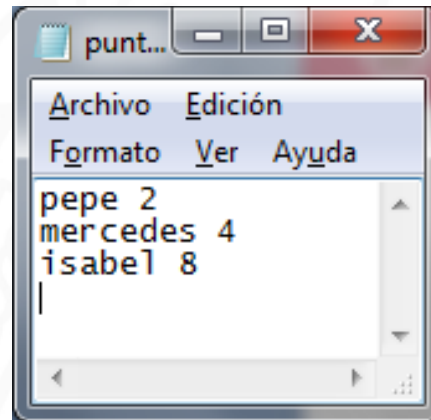 punt...
Archivo Edición
Formato Ver Ayuda
pepe 2
mercedes 4
isabel 8